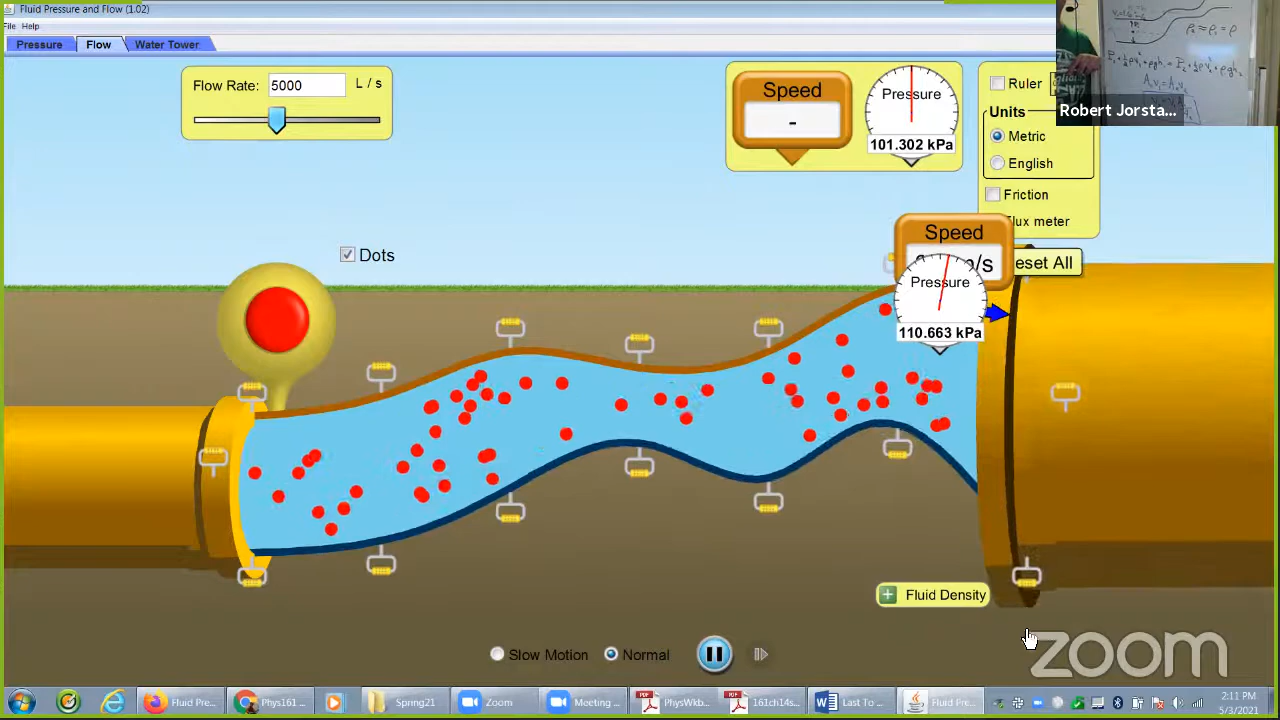 Fluid Pressure and Flow (1.02)
File Help
Pressure Flow Water Tower
Flow Rate: 5000 L / s
Speed
-
Pressure
101.302 kPa
Ruler
Units
Metric
English
Friction
lux meter
Robert Jorsta...
Dots
Speed
/s
Pressure
110.663 kPa
eset All
Fluid Density
Slow Motion Normal
zoom
Fluid Pre... Phys161 ... Spring21 Zoom Meeting ... PhysWkb... 161ch14s... Last To ... Fluid Pre...
2:11 PM
5/3/2021